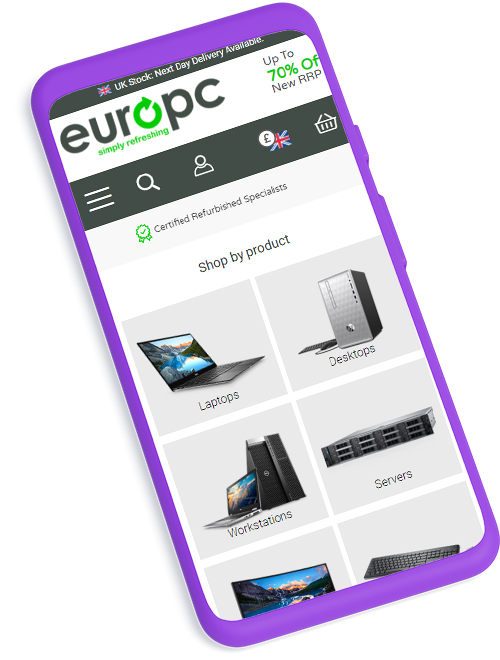 UK Stock: Next Day Delivery Available.
Up To
70% Off
New RRP
europc
simply refreshing
£
Certified Refurbished Specialists
Shop by product
Laptops
Desktops
Workstations
Servers